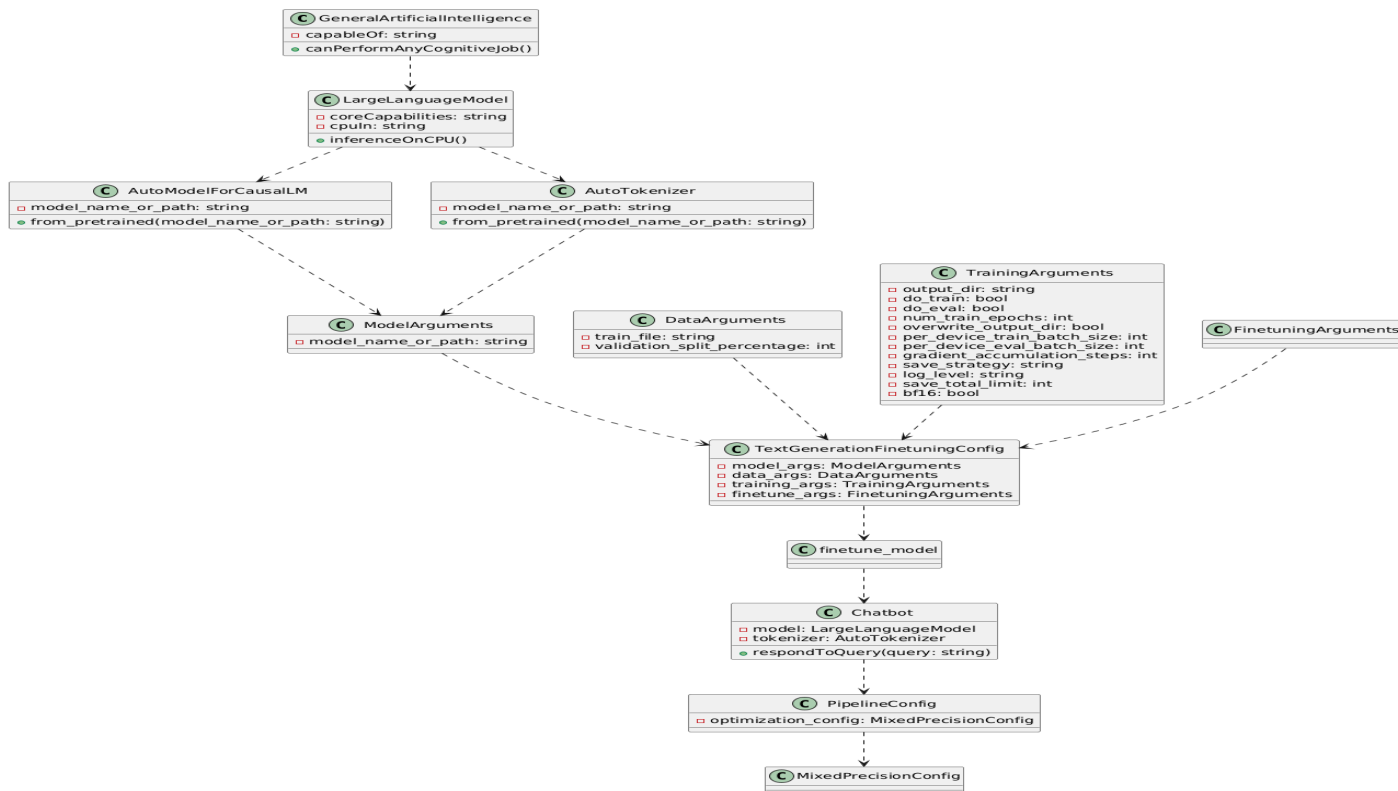 C GeneralArtificialIntelligence
capableOf: string
canPerformAnyCognitiveJob()
C LargeLanguageModel
coreCapabilities: string
cpuIn: string
inferenceOnCPU()
C AutoModelForCausalLM
model_name_or_path: string
from_pretrained(model_name_or_path: string)
C AutoTokenizer
model_name_or_path: string
from_pretrained(model_name_or_path: string)
C TrainingArguments
output_dir: string
do_train: bool
do_eval: bool
num_train_epochs: int
overwrite_output_dir: bool
per_device_train_batch_size: int
per_device_eval_batch_size: int
gradient_accumulation_steps: int
save_strategy: string
log_level: string
save_total_limit: int
bf16: bool
C ModelArguments
model_name_or_path: string
C DataArguments
train_file: string
validation_split_percentage: int
C FinetuningArguments
C TextGenerationFinetuningConfig
model_args: ModelArguments
data_args: DataArguments
training_args: TrainingArguments
finetune_args: FinetuningArguments
C finetune_model
C Chatbot
model: LargeLanguageModel
tokenizer: AutoTokenizer
respondToQuery(query: string)
C PipelineConfig
optimization_config: MixedPrecisionConfig
C MixedPrecisionConfig